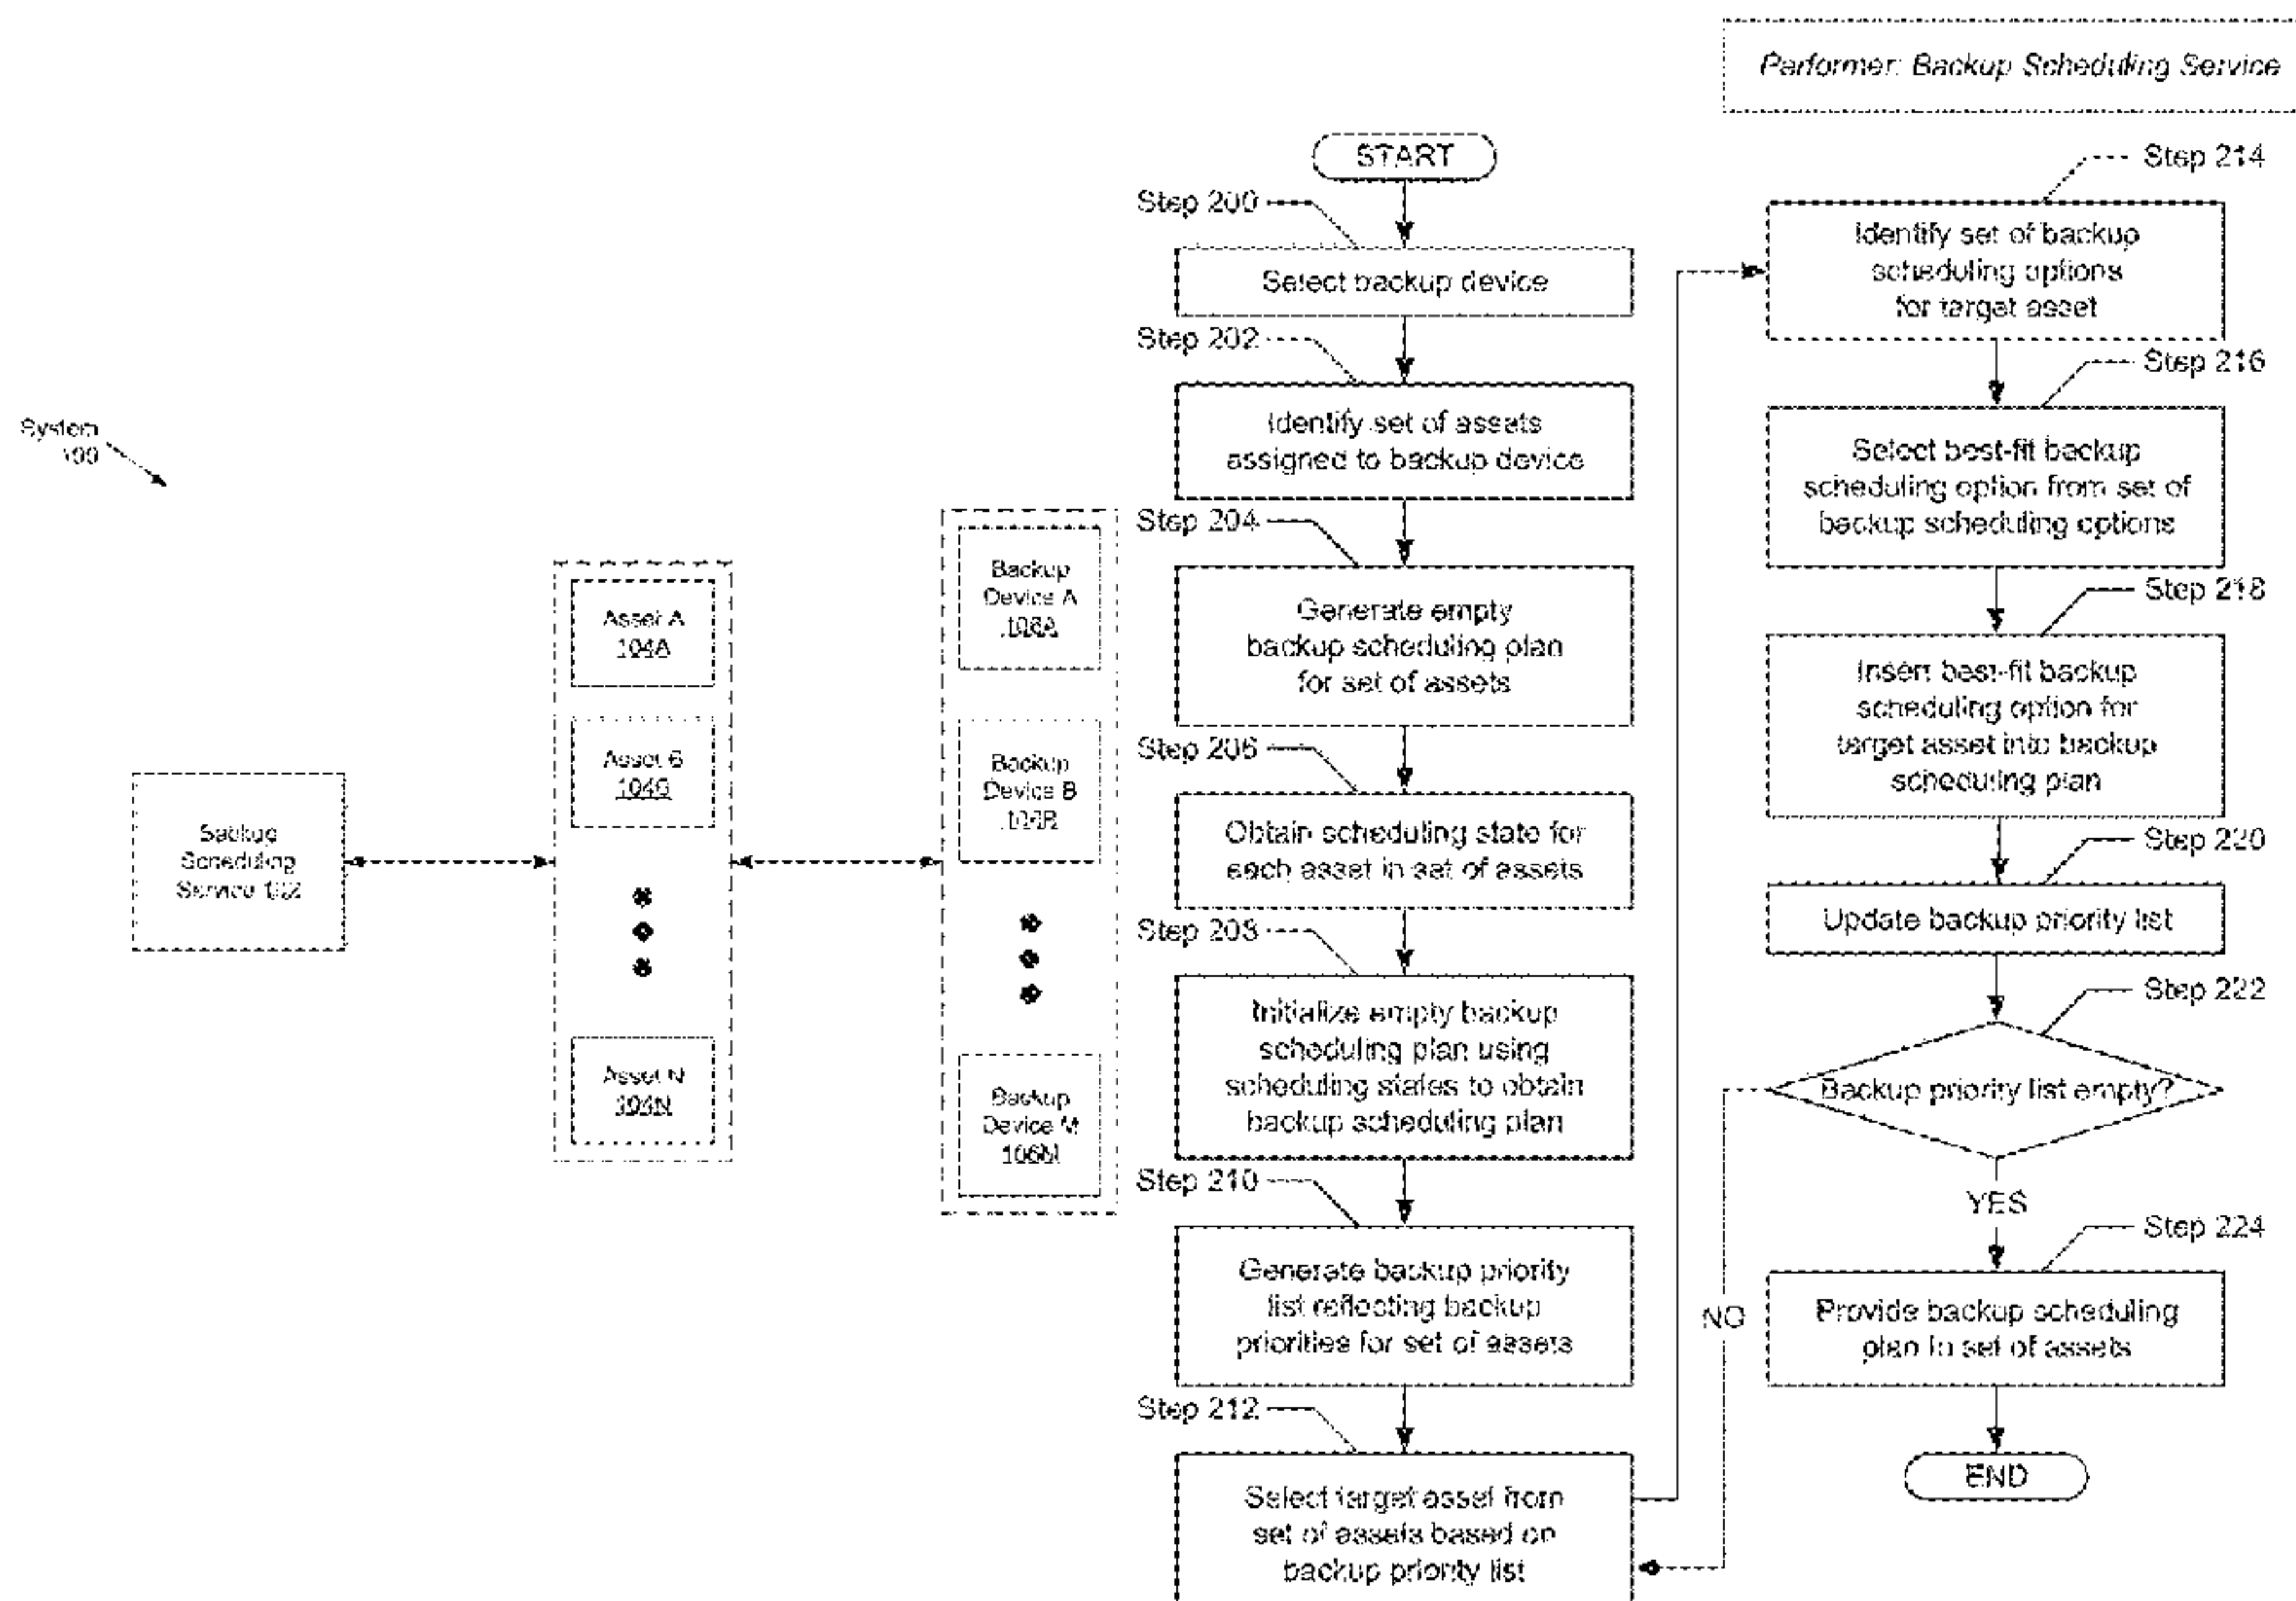 Performer: Backup Scheduling Service
System
100
Backup
Scheduling
Service 102
Asset A
104A
Asset B
Asset N
104N
Backup
Device A
106A
Backup
Device B
106B
Backup
Device M
106M
START
Step 200
Select backup device
Step 202
Identify set of assets
assigned to backup device
Step 204
Generate empty
backup scheduling plan
for set of assets
Step 206
Obtain scheduling state for
each asset in set of assets
Step 208
Initialize empty backup
scheduling plan using
scheduling states to obtain
backup scheduling plan
Step 210
Generate backup priority
list reflecting backup
priorities for set of assets
Step 212
Select target asset from
set of assets based on
backup priority list
Step 214
Identify set of backup
scheduling options
for target asset
Step 216
Select best-fit backup
scheduling option from set of
backup scheduling options
Step 218
Insert best-fit backup
scheduling option for
target asset into backup
scheduling plan
Step 220
Update backup priority list
Step 222
Backup priority list empty?
YES
NO
Step 224
Provide backup scheduling
plan to set of assets
END